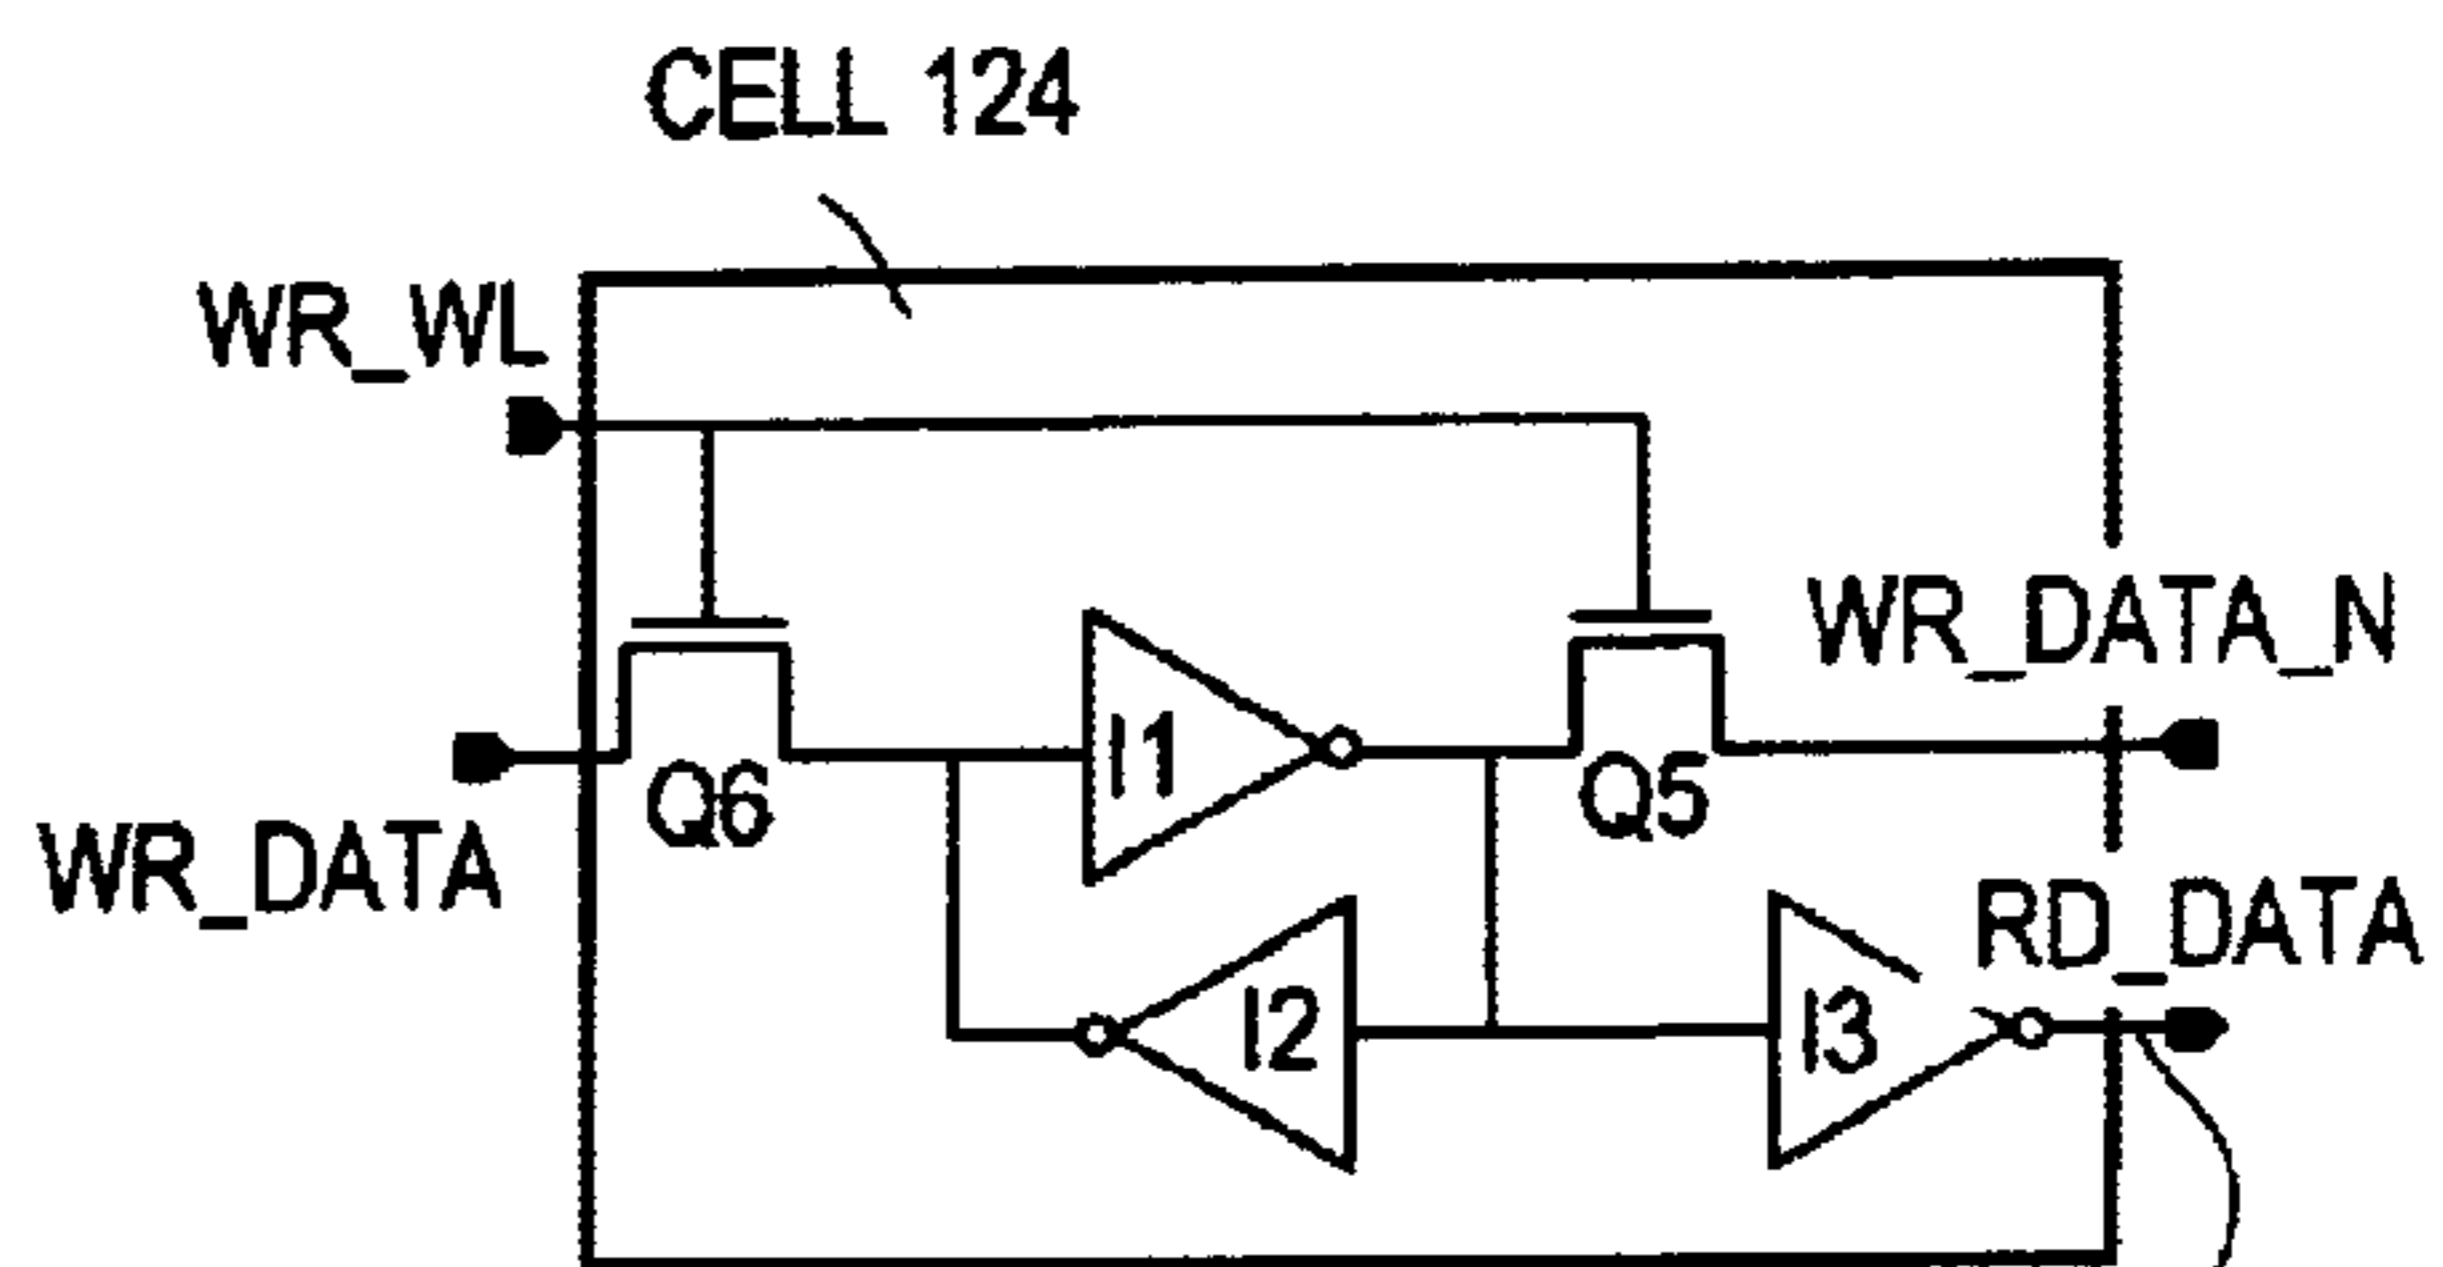 CELL 124
WR_WL
WR_DATA_N
I1
Q6
Q5
WR_DATA
RD_DATA
I2
I3